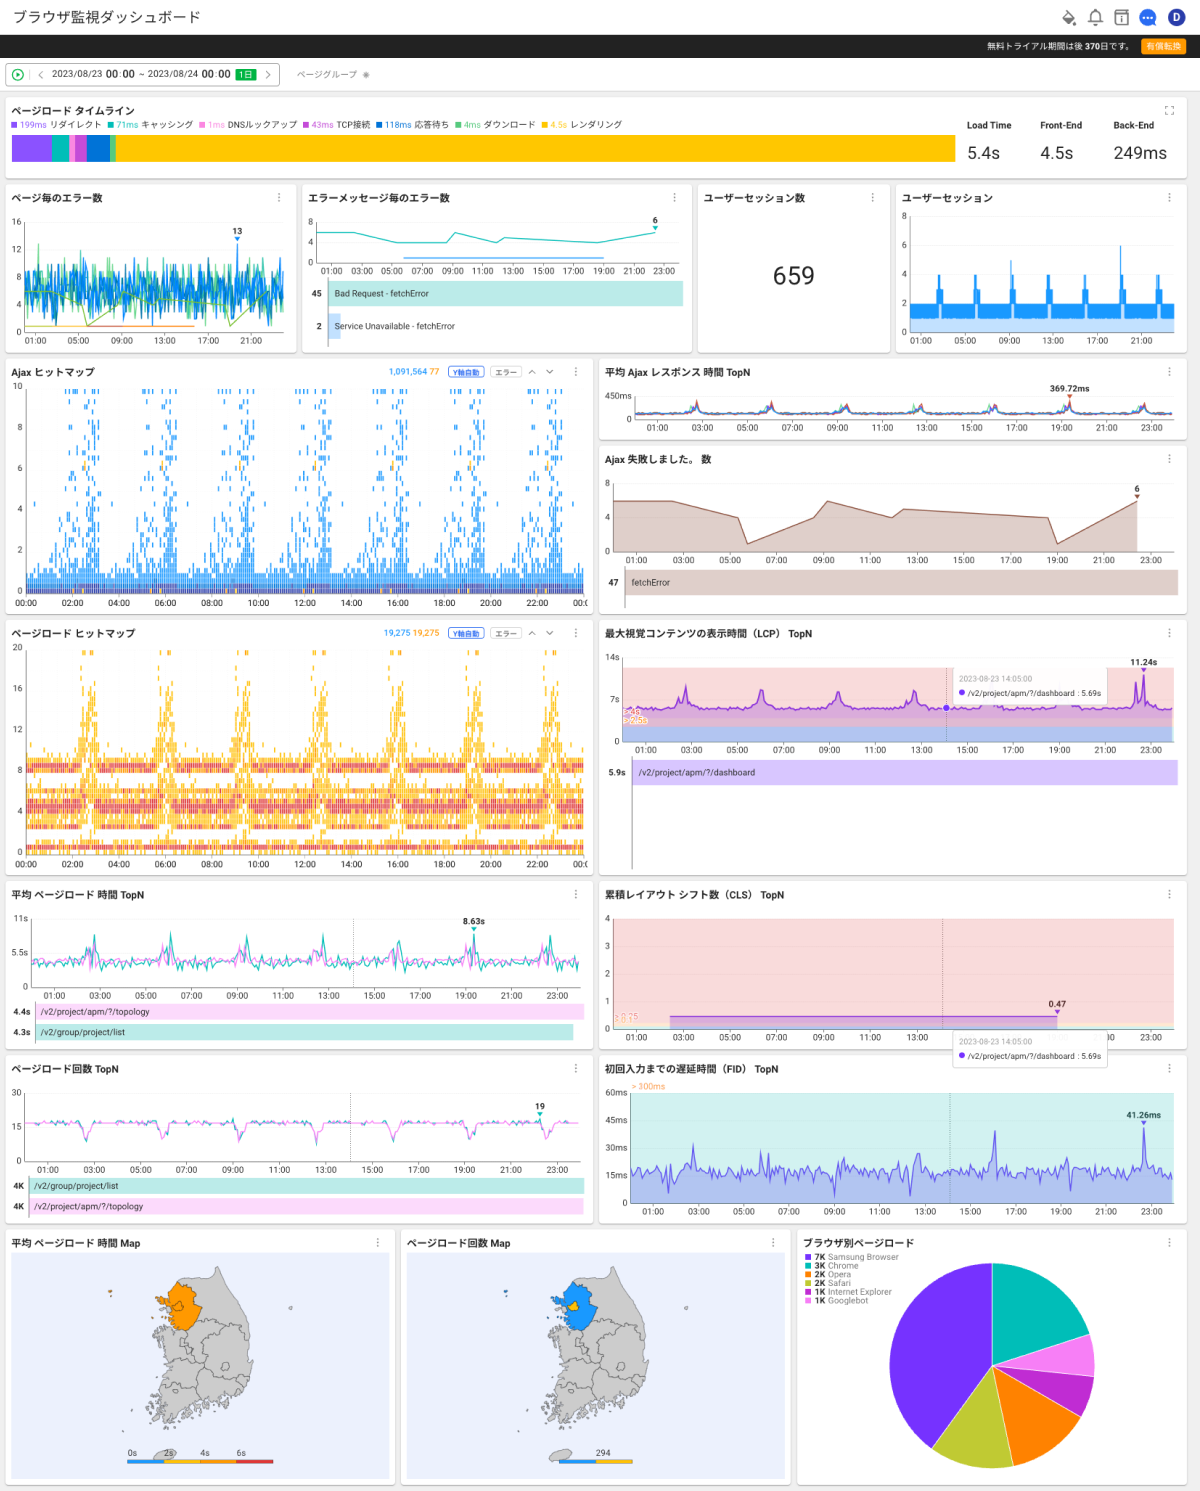 ブラウザ監視ダッシュボード
D
無料トライアル期間は後 370日です。 有償転換
2023/08/23 00:00 ~ 2023/08/24 00:00 1日 ページグループ
ページロード タイムライン
199ms リダイレクト 71ms キャッシング 1ms DNSルックアップ 43ms TCP接続 118ms 応答待ち 4ms ダウンロード 4.5s レンダリング
Load Time Front-End Back-End
5.4s 4.5s 249ms
ページ毎のエラー数
16
12
8
4
0
13
01:00 05:00 09:00 13:00 17:00 21:00
エラーメッセージ毎のエラー数
8
4
0
6
01:00 03:00 05:00 07:00 09:00 11:00 13:00 15:00 17:00 19:00 21:00 23:00
45 Bad Request - fetchError
2 Service Unavailable - fetchError
ユーザーセッション数
659
ユーザーセッション
8
6
4
2
0
01:00 05:00 09:00 13:00 17:00 21:00
Ajax ヒットマップ
1,091,564 77 Y軸自動 エラー
10
8
6
4
2
0
00:00 02:00 04:00 06:00 08:00 10:00 12:00 14:00 16:00 18:00 20:00 22:00 00:(
平均 Ajax レスポンス 時間 TopN
450ms
0
369.72ms
01:00 03:00 05:00 07:00 09:00 11:00 13:00 15:00 17:00 19:00 21:00 23:00
Ajax 失敗しました。 数
8
4
0
6
01:00 03:00 05:00 07:00 09:00 11:00 13:00 15:00 17:00 19:00 21:00 23:00
47 fetchError
ページロード ヒットマップ
19,275 19,275 Y軸自動 エラー
20
16
12
8
4
0
00:00 02:00 04:00 06:00 08:00 10:00 12:00 14:00 16:00 18:00 20:00 22:00 00:(
最大視覚コンテンツの表示時間（LCP） TopN
14s
7s
0
> 4s
> 2.5s
11.24s
2023-08-23 14:05:00
/v2/project/apm/?/dashboard : 5.69s
01:00 03:00 05:00 07:00 09:00 11:00 13:00 15:00 17:00 19:00 21:00 23:00
5.9s /v2/project/apm/?/dashboard
平均 ページロード 時間 TopN
11s
5.5s
0
8.63s
01:00 03:00 05:00 07:00 09:00 11:00 13:00 15:00 17:00 19:00 21:00 23:00
4.4s /v2/project/apm/?/topology
4.3s /v2/group/project/list
累積レイアウト シフト数（CLS） TopN
4
3
2
1
0
> 0.25
0.47
01:00 03:00 05:00 07:00 09:00 11:00 13:00 23:00
2023-08-23 14:05:00
/v2/project/apm/?/dashboard : 5.69s
ページロード回数 TopN
30
15
0
19
01:00 03:00 05:00 07:00 09:00 11:00 13:00 15:00 17:00 19:00 21:00 23:00
4K /v2/group/project/list
4K /v2/project/apm/?/topology
初回入力までの遅延時間（FID） TopN
> 300ms
60ms
45ms
30ms
15ms
0
41.26ms
01:00 03:00 05:00 07:00 09:00 11:00 13:00 15:00 17:00 19:00 21:00 23:00
平均 ページロード 時間 Map
0s 2s 4s 6s
ページロード回数 Map
294
ブラウザ別ページロード
7K Samsung Browser
3K Chrome
2K Opera
2K Safari
1K Internet Explorer
1K Googlebot